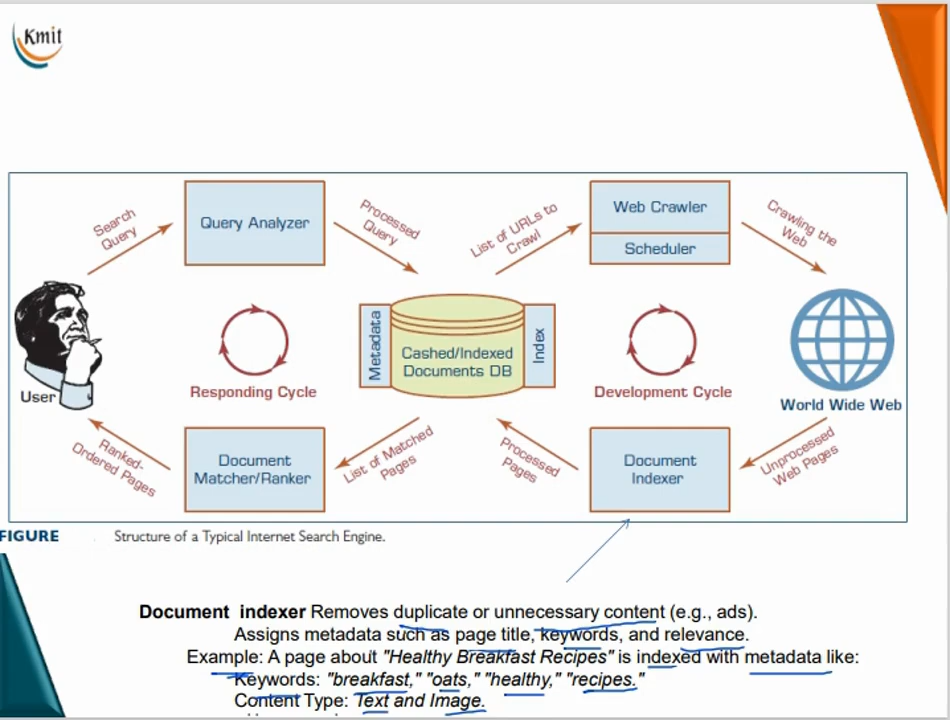 Kmit
Search
Query
Query Analyzer
Processed
Query
List of URLs to
Crawl
Web Crawler
Scheduler
Crawling the
Web
User
Responding Cycle
Metadata
Cashed/Indexed
Documents DB
Index
Development Cycle
World Wide Web
Ranked-
Ordered Pages
Document
Matcher/Ranker
List of Matched
Pages
Processed
Pages
Document
Indexer
Unprocessed
Web Pages
FIGURE Structure of a Typical Internet Search Engine.
Document indexer Removes duplicate or unnecessary content (e.g., ads).
Assigns metadata such as page title, keywords, and relevance.
Example: A page about "Healthy Breakfast Recipes" is indexed with metadata like:
Keywords: "breakfast," "oats," "healthy," "recipes."
Content Type: Text and Image.